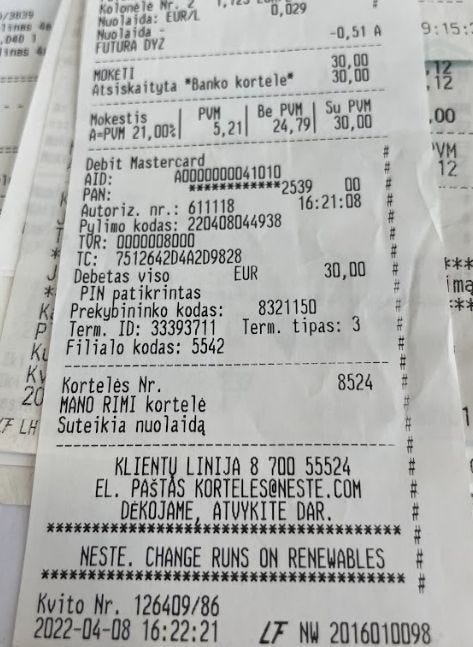 Kolonėlė Nr. 2
Nuolaida: EUR/L 0,029
Nuolaida - -0,51 A
FUTURA DYZ
MOKĖTI 30,00
Atsiskaityta *Banko kortele* 30,00
Mokestis PVM Be PVM Su PVM
A=PVM 21,00% 5,21 24,79 30,00
Debit Mastercard
AID: A0000000041010
PAN: ************2539 00
Autoriz. nr.: 611118 16:21:08
Pylimo kodas: 220408044938
TVR: 0000008000
TC: 7512642D4A2D9828
Debetas viso EUR 30,00
PIN patikrintas
Prekybininko kodas: 8321150
Term. ID: 33393711 Term. tipas: 3
Filialo kodas: 5542
Kortelės Nr. 8524
MANO RIMI kortelė
Suteikia nuolaidą
KLIENTŲ LINIJA 8 700 55524
EL. PAŠTAS KORTELES@NESTE.COM
DĖKOJAME, ATVYKITE DAR.
NESTE. CHANGE RUNS ON RENEWABLES
Kvito Nr. 126409/86
2022-04-08 16:22:21 LF NW 2016010098